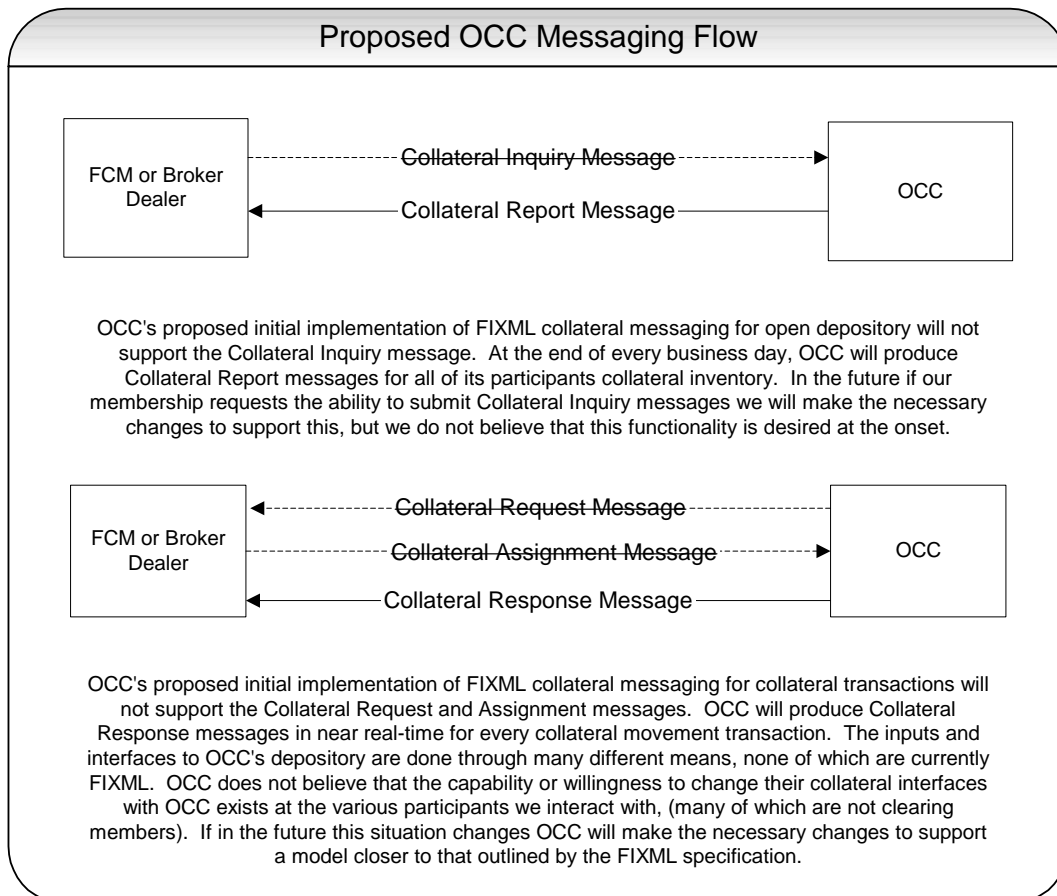 Proposed OCC Messaging Flow
FCM or Broker
Dealer
Collateral Inquiry Message
Collateral Report Message
OCC
OCC's proposed initial implementation of FIXML collateral messaging for open depository will not
support the Collateral Inquiry message. At the end of every business day, OCC will produce
Collateral Report messages for all of its participants collateral inventory. In the future if our
membership requests the ability to submit Collateral Inquiry messages we will make the necessary
changes to support this, but we do not believe that this functionality is desired at the onset.
FCM or Broker
Dealer
Collateral Request Message
Collateral Assignment Message
Collateral Response Message
OCC
OCC's proposed initial implementation of FIXML collateral messaging for collateral transactions will
not support the Collateral Request and Assignment messages. OCC will produce Collateral
Response messages in near real-time for every collateral movement transaction. The inputs and
interfaces to OCC's depository are done through many different means, none of which are currently
FIXML. OCC does not believe that the capability or willingness to change their collateral interfaces
with OCC exists at the various participants we interact with, (many of which are not clearing
members). If in the future this situation changes OCC will make the necessary changes to support
a model closer to that outlined by the FIXML specification.